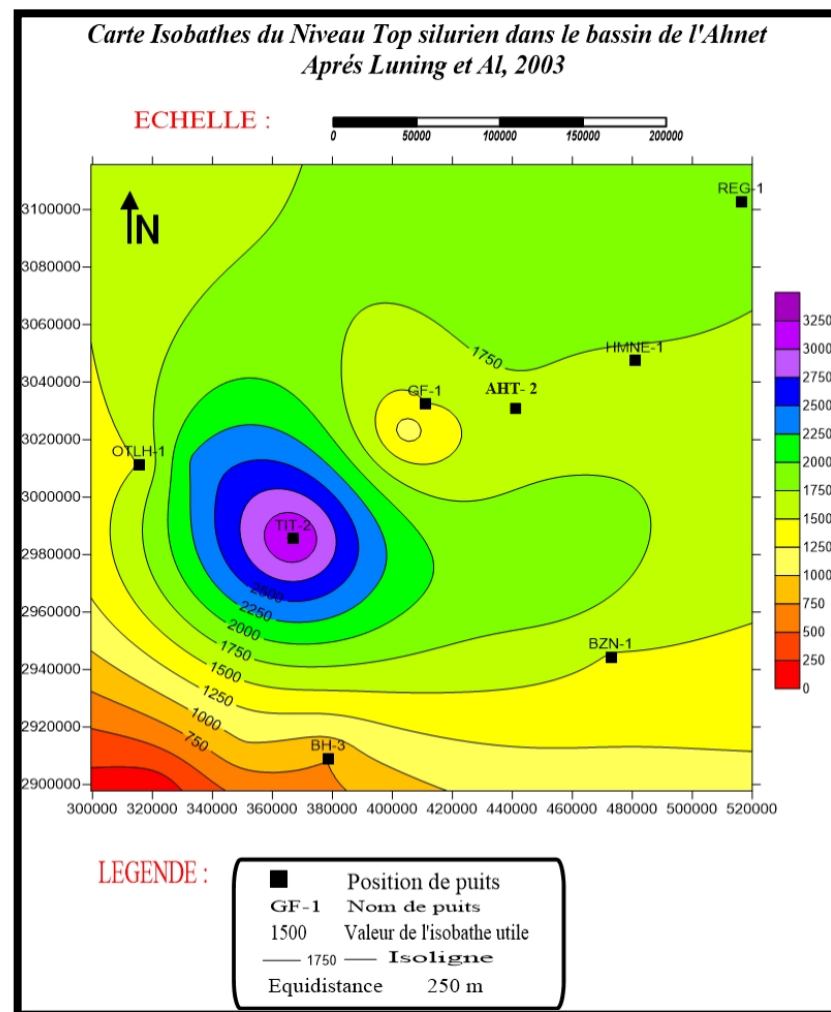 Carte Isobathes du Niveau Top silurien dans le bassin de l'Ahnet
Aprés Luning et Al, 2003
ECHELLE :
0 50000 100000 150000 200000
N
REG-1
3100000
3080000
3060000
3040000
3020000
3000000
2980000
2960000
2940000
2920000
2900000
1750
HMNE-1
GF-1
AHT- 2
OTLH-1
TIT-2
2500
2250
2000
1750
1500
1250
1000
750
BZN-1
BH-3
300000 320000 340000 360000 380000 400000 420000 440000 460000 480000 500000 520000
3250
3000
2750
2500
2250
2000
1750
1500
1250
1000
750
500
250
0
LEGENDE :
Position de puits
GF-1 Nom de puits
1500 Valeur de l'isobathe utile
1750 Isoligne
Equidistance 250 m